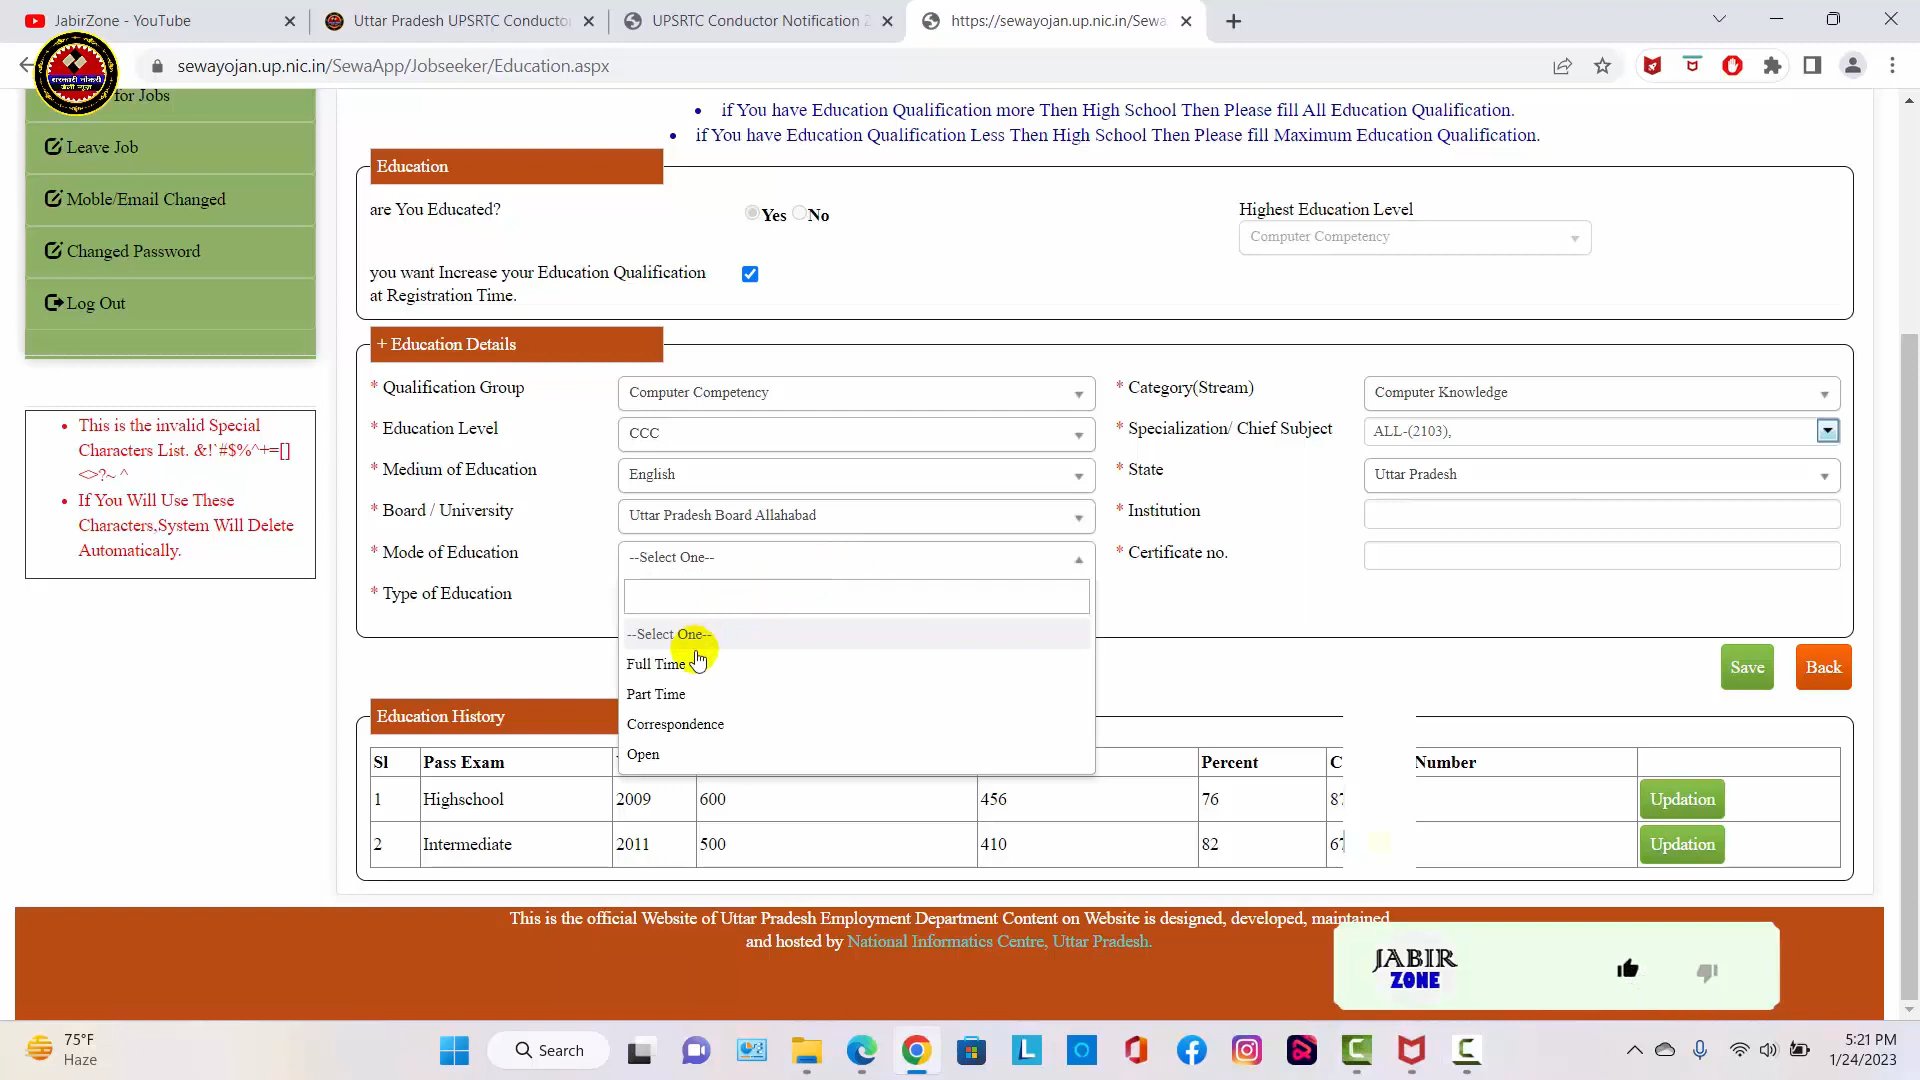 JabirZone - YouTube
Uttar Pradesh UPSRTC Conductor
UPSRTC Conductor Notification 2
https://sewayojan.up.nic.in/Sewa
sewayojan.up.nic.in/SewaApp/Jobseeker/Education.aspx
सरकारी नौकरी
for Jobs
Leave Job
Moble/Email Changed
Changed Password
Log Out
This is the invalid Special
Characters List. &!`#$%^+=[]
<>?~ ^
If You Will Use These
Characters,System Will Delete
Automatically.
if You have Education Qualification more Then High School Then Please fill All Education Qualification.
if You have Education Qualification Less Then High School Then Please fill Maximum Education Qualification.
Education
are You Educated?
Yes No
Highest Education Level
Computer Competency
you want Increase your Education Qualification
at Registration Time.
+ Education Details
* Qualification Group Computer Competency * Category(Stream) Computer Knowledge
* Education Level CCC * Specialization/ Chief Subject ALL-(2103),
* Medium of Education English * State Uttar Pradesh
* Board / University Uttar Pradesh Board Allahabad * Institution
* Mode of Education --Select One-- * Certificate no.
* Type of Education
--Select One--
Full Time
Part Time
Correspondence
Open
Save Back
Education History
Sl Pass Exam Percent C Number
1 Highschool 2009 600 456 76 87 Updation
2 Intermediate 2011 500 410 82 67 Updation
This is the official Website of Uttar Pradesh Employment Department Content on Website is designed, developed, maintained
and hosted by National Informatics Centre, Uttar Pradesh.
JABIR
ZONE
75°F
Haze
Search
5:21 PM
1/24/2023